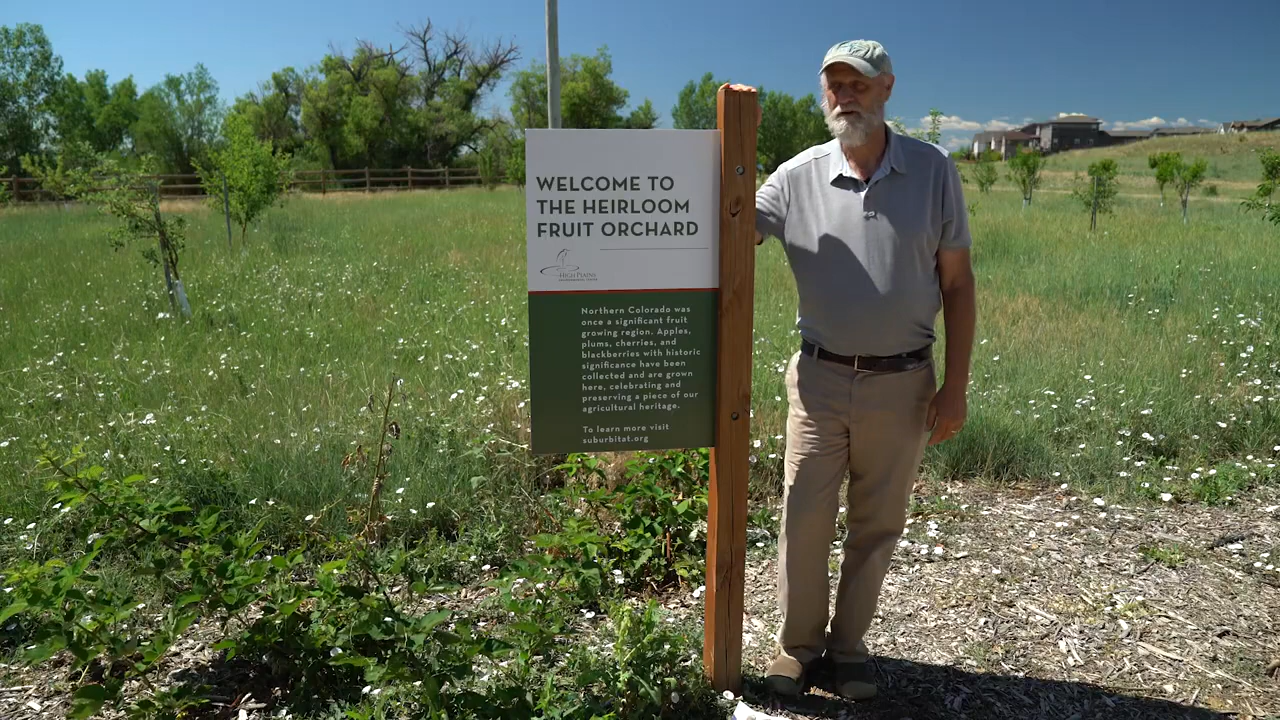 WELCOME TO
THE HEIRLOOM
FRUIT ORCHARD
HIGH PLAINS
ENVIRONMENTAL CENTER
Northern Colorado was
once a significant fruit
growing region. Apples,
plums, cherries, and
blackberries with historic
significance have been
collected and are grown
here, celebrating and
preserving a piece of our
agricultural heritage.
To learn more visit
suburbitat.org